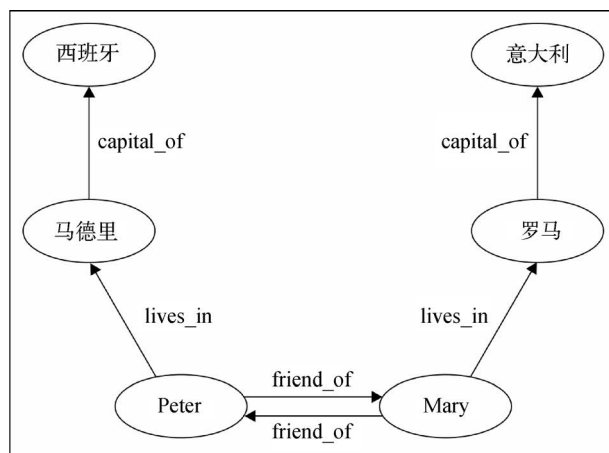 西班牙
意大利
capital_of
capital_of
马德里
罗马
lives_in
lives_in
friend_of
Peter
Mary
friend_of